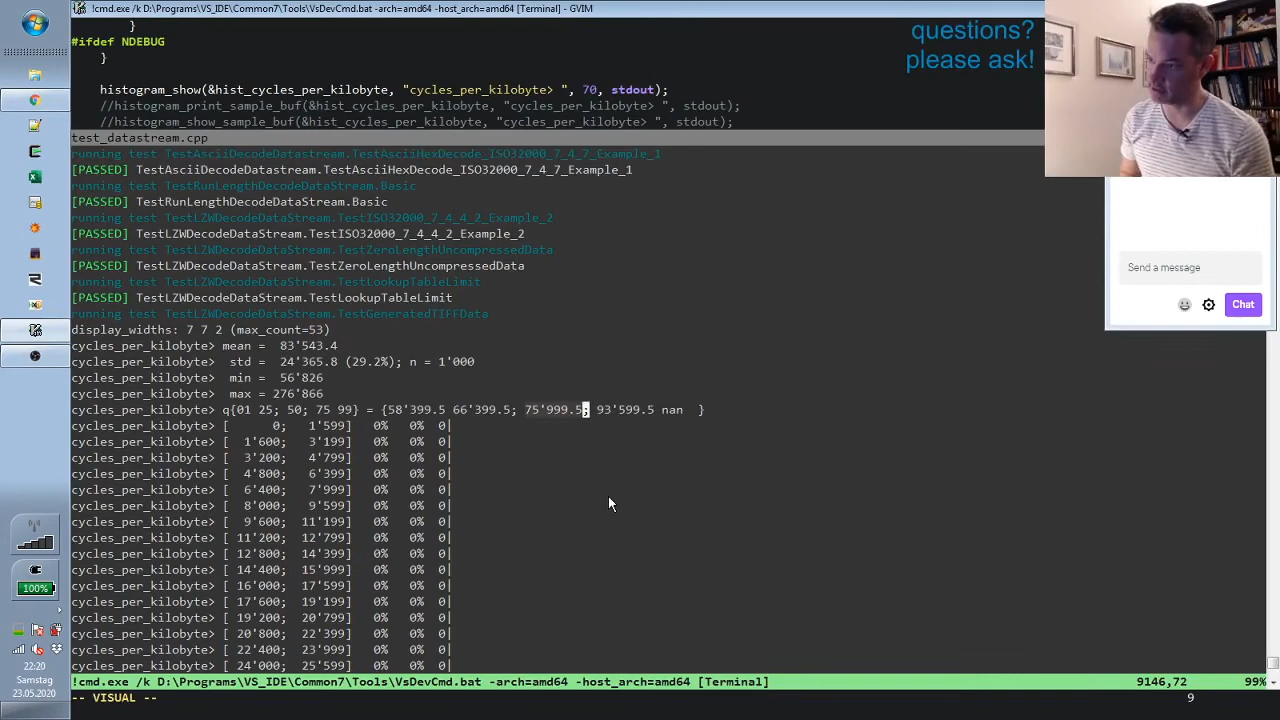 !cmd.exe /k D:\Programs\VS_IDE\Common7\Tools\VsDevCmd.bat -arch=amd64 -host_arch=amd64 [Terminal] - GVIM
}
#ifdef NDEBUG
}
histogram_show(&hist_cycles_per_kilobyte, "cycles_per_kilobyte> ", 70, stdout);
//histogram_print_sample_buf(&hist_cycles_per_kilobyte, "cycles_per_kilobyte> ", stdout);
//histogram_show_sample_buf(&hist_cycles_per_kilobyte, "cycles_per_kilobyte> ", stdout);
test_datastream.cpp
running test TestAsciiDecodeDatastream.TestAsciiHexDecode_ISO32000_7_4_7_Example_1
[PASSED] TestAsciiDecodeDatastream.TestAsciiHexDecode_ISO32000_7_4_7_Example_1
running test TestRunLengthDecodeDataStream.Basic
[PASSED] TestRunLengthDecodeDataStream.Basic
running test TestLZWDecodeDataStream.TestISO32000_7_4_4_2_Example_2
[PASSED] TestLZWDecodeDataStream.TestISO32000_7_4_4_2_Example_2
running test TestLZWDecodeDataStream.TestZeroLengthUncompressedData
[PASSED] TestLZWDecodeDataStream.TestZeroLengthUncompressedData
running test TestLZWDecodeDataStream.TestLookupTableLimit
[PASSED] TestLZWDecodeDataStream.TestLookupTableLimit
running test TestLZWDecodeDataStream.TestGeneratedTIFFData
display_widths: 7 7 2 (max_count=53)
cycles_per_kilobyte> mean =  83'543.4
cycles_per_kilobyte>  std =  24'365.8 (29.2%); n = 1'000
cycles_per_kilobyte>  min =  56'826
cycles_per_kilobyte>  max = 276'866
cycles_per_kilobyte> q{01 25; 50; 75 99} = {58'399.5 66'399.5; 75'999.5; 93'599.5 nan  }
cycles_per_kilobyte> [      0;   1'599]   0%   0%  0|
cycles_per_kilobyte> [  1'600;   3'199]   0%   0%  0|
cycles_per_kilobyte> [  3'200;   4'799]   0%   0%  0|
cycles_per_kilobyte> [  4'800;   6'399]   0%   0%  0|
cycles_per_kilobyte> [  6'400;   7'999]   0%   0%  0|
cycles_per_kilobyte> [  8'000;   9'599]   0%   0%  0|
cycles_per_kilobyte> [  9'600;  11'199]   0%   0%  0|
cycles_per_kilobyte> [ 11'200;  12'799]   0%   0%  0|
cycles_per_kilobyte> [ 12'800;  14'399]   0%   0%  0|
cycles_per_kilobyte> [ 14'400;  15'999]   0%   0%  0|
cycles_per_kilobyte> [ 16'000;  17'599]   0%   0%  0|
cycles_per_kilobyte> [ 17'600;  19'199]   0%   0%  0|
cycles_per_kilobyte> [ 19'200;  20'799]   0%   0%  0|
cycles_per_kilobyte> [ 20'800;  22'399]   0%   0%  0|
cycles_per_kilobyte> [ 22'400;  23'999]   0%   0%  0|
cycles_per_kilobyte> [ 24'000;  25'599]   0%   0%  0|
!cmd.exe /k D:\Programs\VS_IDE\Common7\Tools\VsDevCmd.bat -arch=amd64 -host_arch=amd64 [Terminal]    9146,72    99%
-- VISUAL --    9
questions?
please ask!
Send a message
Chat
100%
22:20
Samstag
23.05.2020